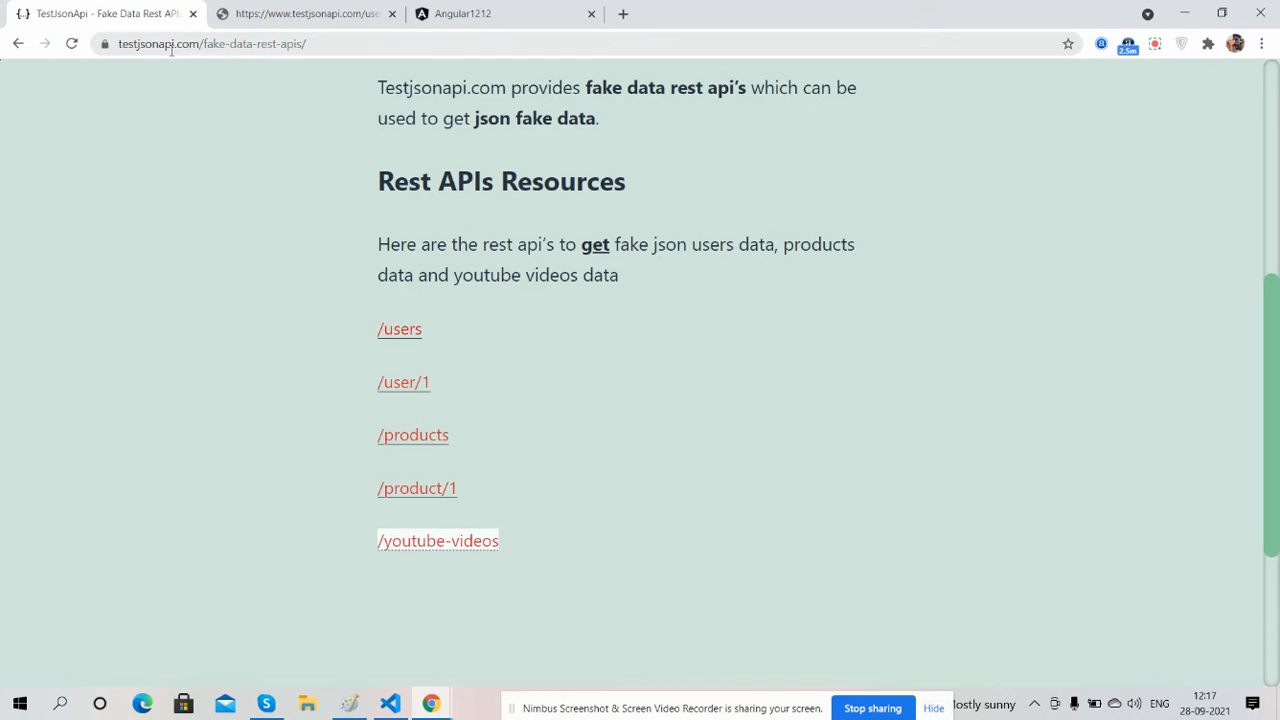 TestJsonApi - Fake Data Rest APIs
https://www.testjsonapi.com/use
Angular1212
testjsonapi.com/fake-data-rest-apis/
2.5m
Testjsonapi.com provides fake data rest api's which can be
used to get json fake data.
Rest APIs Resources
Here are the rest api's to get fake json users data, products
data and youtube videos data
/users
/user/1
/products
/product/1
/youtube-videos
Nimbus Screenshot & Screen Video Recorder is sharing your screen.
Stop sharing
Hide
lostly sunny
ENG
12:17
28-09-2021